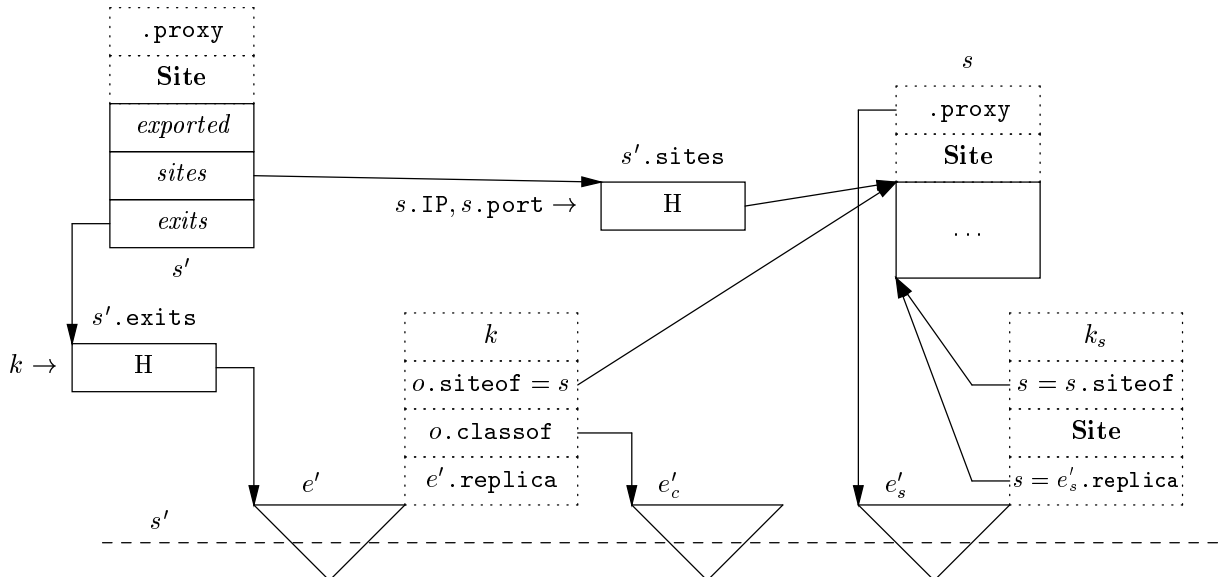 .proxy
Site
exported
sites
exits
s′
s′.sites
s.IP, s.port →
H
s
.proxy
Site
...
s′.exits
k →
H
k
o.siteof = s
o.classof
e′.replica
k_s
s = s.siteof
Site
s = e′_s.replica
e′
e′_c
e′_s
s′